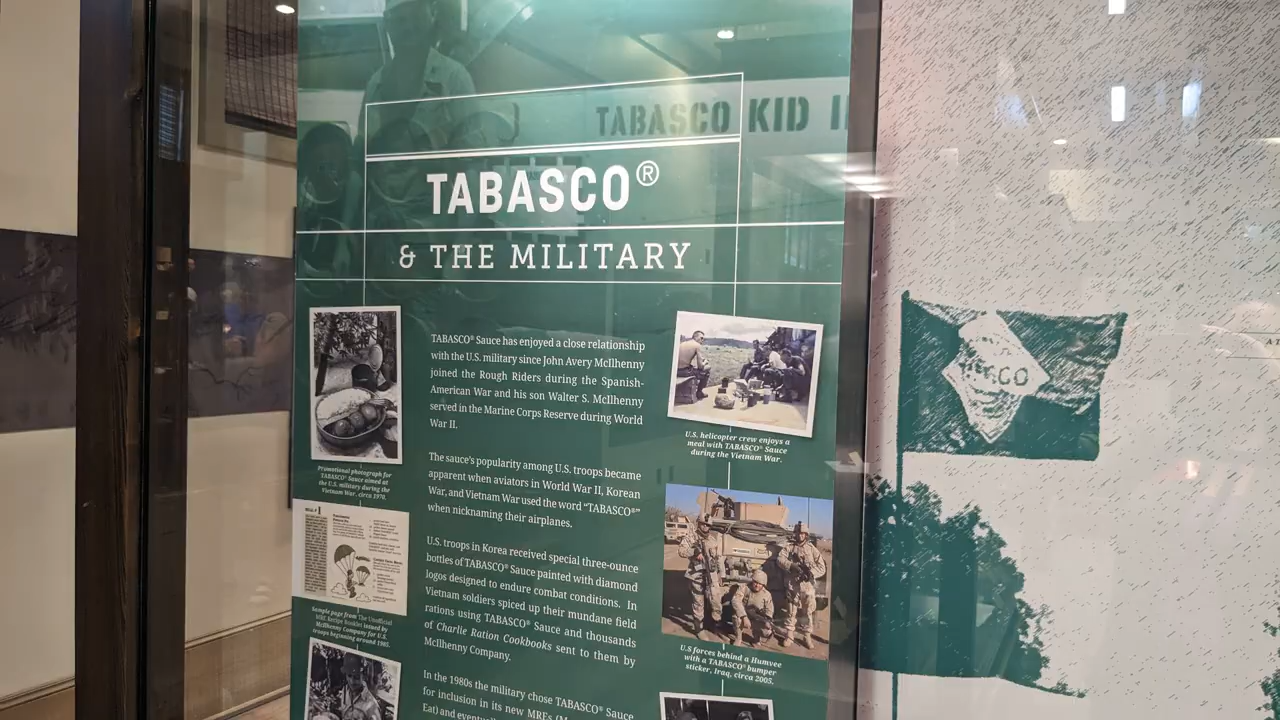 TABASCO KID
TABASCO®
& THE MILITARY
TABASCO® Sauce has enjoyed a close relationship
with the U.S. military since John Avery McIlhenny
joined the Rough Riders during the Spanish-
American War and his son Walter S. McIlhenny
served in the Marine Corps Reserve during World
War II.
The sauce's popularity among U.S. troops became
apparent when aviators in World War II, Korean
War, and Vietnam War used the word "TABASCO®"
when nicknaming their airplanes.
U.S. troops in Korea received special three-ounce
bottles of TABASCO® Sauce painted with diamond
logos designed to endure combat conditions. In
Vietnam soldiers spiced up their mundane field
rations using TABASCO® Sauce and thousands
of Charlie Ration Cookbooks sent to them by
McIlhenny Company.
In the 1980s the military chose TABASCO® Sauce
for inclusion in its new MREs
Eat) and
Promotional photograph for
TABASCO® Sauce aimed at
the U.S. military during the
Vietnam War, circa 1970.
Sample page from The Unofficial
MRE Recipe Booklet issued by
McIlhenny Company for U.S.
troops beginning around 1985.
U.S. helicopter crew enjoys a
meal with TABASCO® Sauce
during the Vietnam War.
U.S forces behind a Humvee
with a TABASCO® bumper
sticker, Iraq, circa 2005.